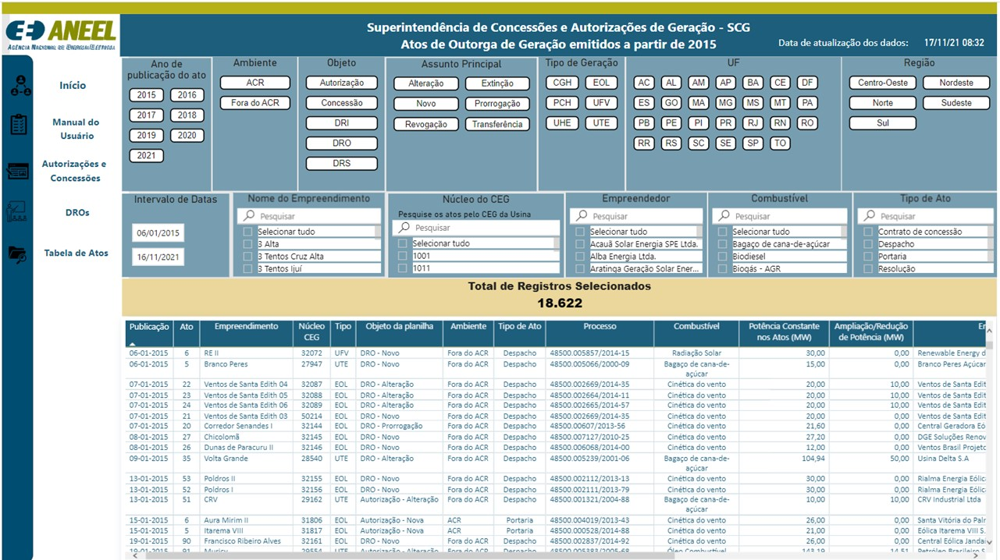 ANEEL
AGÊNCIA NACIONAL DE ENERGIA ELÉTRICA
Superintendência de Concessões e Autorizações de Geração - SCG
Atos de Outorga de Geração emitidos a partir de 2015
Data de atualização dos dados: 17/11/21 08:32
Início
Manual do
Usuário
Autorizações e
Concessões
DROs
Tabela de Atos
Ano de
publicação do ato
2015 2016
2017 2018
2019 2020
2021
Ambiente
ACR
Fora do ACR
Objeto
Autorização
Concessão
DRI
DRO
DRS
Assunto Principal
Alteração Extinção
Novo Prorrogação
Revogação Transferência
Tipo de Geração
CGH EOL
PCH UFV
UHE UTE
UF
AC AL AM AP BA CE DF
ES GO MA MG MS MT PA
PB PE PI PR RJ RN RO
RR RS SC SE SP TO
Região
Centro-Oeste Nordeste
Norte Sudeste
Sul
Intervalo de Datas
06/01/2015
16/11/2021
Nome do Empreendimento
Pesquisar
Selecionar tudo
3 Alta
3 Tentos Cruz Alta
3 Tentos Ijuí
Núcleo do CEG
Pesquise os atos pelo CEG da Usina
Pesquisar
Selecionar tudo
1001
1011
Empreendedor
Pesquisar
Selecionar tudo
Acauã Solar Energia SPE Ltda.
Alba Energia Ltda.
Aratinga Geração Solar Ener...
Combustível
Pesquisar
Selecionar tudo
Bagaço de cana-de-açúcar
Biodiesel
Biogás - AGR
Tipo de Ato
Pesquisar
Contrato de concessão
Despacho
Portaria
Resolução
Total de Registros Selecionados
18.622
Publicação Ato Empreendimento Núcleo CEG Tipo Objeto da planilha Ambiente Tipo de Ato Processo Combustível Potência Constante nos Atos (MW) Ampliação/Redução de Potência (MW)
06-01-2015 6 RE II 32072 UFV DRO - Novo Fora do ACR Despacho 48500.005857/2014-15 Radiação Solar 30,00 0,00 Renewable Energy d
06-01-2015 5 Branco Peres 27947 UTE DRO - Novo Fora do ACR Despacho 48500.005066/2000-09 Bagaço de cana-de-açúcar 15,00 0,00 Branco Peres Açúcar
07-01-2015 22 Ventos de Santa Edith 04 32087 EOL DRO - Alteração Fora do ACR Despacho 48500.002669/2014-35 Cinética do vento 20,00 10,00 Ventos de Santa Edit
07-01-2015 23 Ventos de Santa Edith 05 32088 EOL DRO - Alteração Fora do ACR Despacho 48500.002664/2014-11 Cinética do vento 20,00 10,00 Ventos de Santa Edit
07-01-2015 24 Ventos de Santa Edith 06 32089 EOL DRO - Alteração Fora do ACR Despacho 48500.002665/2014-57 Cinética do vento 20,00 10,00 Ventos de Santa Edit
07-01-2015 21 Ventos de Santa Edith 03 50214 EOL DRO - Novo Fora do ACR Despacho 48500.002669/2014-35 Cinética do vento 20,00 0,00 Ventos de Santa Edit
07-01-2015 20 Corredor Senandes I 32144 EOL DRO - Prorrogação Fora do ACR Despacho 48500.00607/2013-56 Cinética do vento 21,60 0,00 Central Geradora Eó
08-01-2015 27 Chicolomã 32145 EOL DRO - Novo Fora do ACR Despacho 48500.007127/2010-25 Cinética do vento 27,20 0,00 DGE Soluções Renov
08-01-2015 26 Dunas de Paracuru II 32146 EOL DRO - Novo Fora do ACR Despacho 48500.006068/2014-00 Cinética do vento 12,00 0,00 Ventos Brasil Projeto
09-01-2015 35 Volta Grande 28540 UTE DRO - Alteração Fora do ACR Despacho 48500.005239/2001-06 Bagaço de cana-de-açúcar 104,94 50,00 Usina Delta S.A
13-01-2015 53 Poldros II 32155 EOL DRO - Novo Fora do ACR Despacho 48500.002112/2013-13 Cinética do vento 30,00 0,00 Rialma Energia Eólic
13-01-2015 52 Poldros I 32156 EOL DRO - Novo Fora do ACR Despacho 48500.002111/2013-79 Cinética do vento 30,00 0,00 Rialma Energia Eólic
13-01-2015 51 CRV 29162 UTE Autorização - Alteração Fora do ACR Despacho 48500.001321/2004-88 Bagaço de cana-de-açúcar 10,00 10,00 CRV Industrial Ltda
15-01-2015 6 Aura Mirim II 31806 EOL Autorização - Nova ACR Portaria 48500.004019/2013-43 Cinética do vento 26,00 0,00 Santa Vitória do Pal
15-01-2015 5 Itarema VIII 31817 EOL Autorização - Nova ACR Portaria 48500.000528/2014-88 Cinética do vento 21,00 0,00 Eólica Itarema VIII S.
19-01-2015 90 Francisco Ribeiro Alves 32161 EOL DRO - Novo Fora do ACR Despacho 48500.002837/2014-92 Cinética do vento 26,00 0,00 Central Eólica Janda